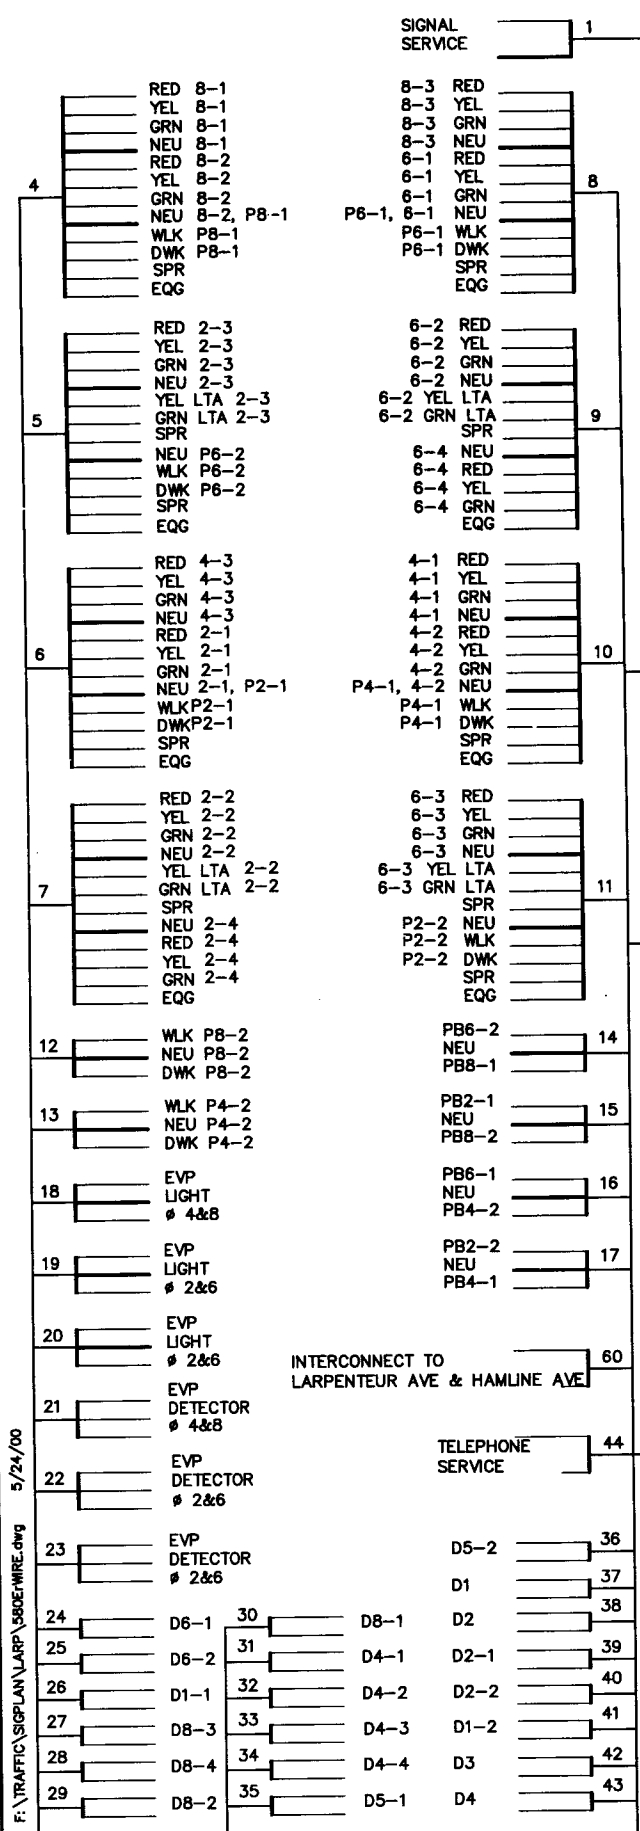 SIGNAL
SERVICE
1
4
RED 8-1
YEL 8-1
GRN 8-1
NEU 8-1
RED 8-2
YEL 8-2
GRN 8-2
NEU 8-2, P8-1
WLK P8-1
DWK P8-1
SPR
EQG
8-3 RED
8-3 YEL
8-3 GRN
8-3 NEU
6-1 RED
6-1 YEL
6-1 GRN
P6-1, 6-1 NEU
P6-1 WLK
P6-1 DWK
SPR
EQG
8
5
RED 2-3
YEL 2-3
GRN 2-3
NEU 2-3
YEL LTA 2-3
GRN LTA 2-3
SPR
NEU P6-2
WLK P6-2
DWK P6-2
SPR
EQG
6-2 RED
6-2 YEL
6-2 GRN
6-2 NEU
6-2 YEL LTA
6-2 GRN LTA
SPR
6-4 NEU
6-4 RED
6-4 YEL
6-4 GRN
EQG
9
6
RED 4-3
YEL 4-3
GRN 4-3
NEU 4-3
RED 2-1
YEL 2-1
GRN 2-1
NEU 2-1, P2-1
WLKP2-1
DWKP2-1
SPR
EQG
4-1 RED
4-1 YEL
4-1 GRN
4-1 NEU
4-2 RED
4-2 YEL
4-2 GRN
P4-1, 4-2 NEU
P4-1 WLK
P4-1 DWK
SPR
EQG
10
7
RED 2-2
YEL 2-2
GRN 2-2
NEU 2-2
YEL LTA 2-2
GRN LTA 2-2
SPR
NEU 2-4
RED 2-4
YEL 2-4
GRN 2-4
EQG
6-3 RED
6-3 YEL
6-3 GRN
6-3 NEU
6-3 YEL LTA
6-3 GRN LTA
SPR
P2-2 NEU
P2-2 WLK
P2-2 DWK
SPR
EQG
11
12
WLK P8-2
NEU P8-2
DWK P8-2
PB6-2
NEU
PB8-1
14
13
WLK P4-2
NEU P4-2
DWK P4-2
PB2-1
NEU
PB8-2
15
18
EVP
LIGHT
ø 4&8
PB6-1
NEU
PB4-2
16
19
EVP
LIGHT
ø 2&6
PB2-2
NEU
PB4-1
17
20
EVP
LIGHT
ø 2&6
INTERCONNECT TO
LARPENTEUR AVE & HAMLINE AVE
60
21
EVP
DETECTOR
ø 4&8
TELEPHONE
SERVICE
44
22
EVP
DETECTOR
ø 2&6
23
EVP
DETECTOR
ø 2&6
D5-2 36
D1 37
24 D6-1 30 D8-1 D2 38
25 D6-2 31 D4-1 D2-1 39
26 D1-1 32 D4-2 D2-2 40
27 D8-3 33 D4-3 D1-2 41
28 D8-4 34 D4-4 D3 42
29 D8-2 35 D5-1 D4 43
F:\TRAFFIC\SIGPLAN\LARP\580ErWIRE.dwg 5/24/00